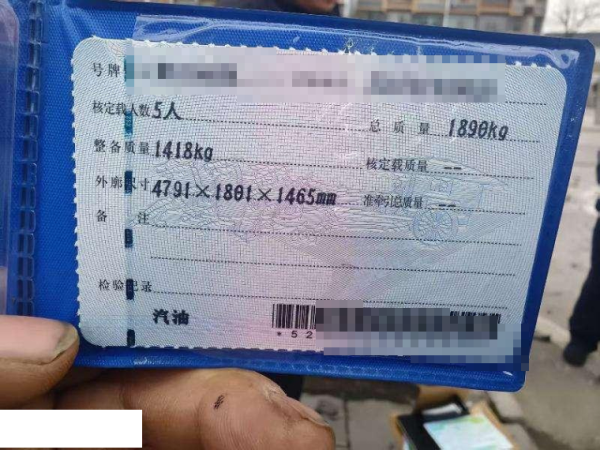 号牌
核定载人数 5人
总质量 1890kg
整备质量 1418kg
核定载质量 --
外廓尺寸 4791×1801×1465mm
准牵引总质量 --
备注
检验记录
汽油
*52